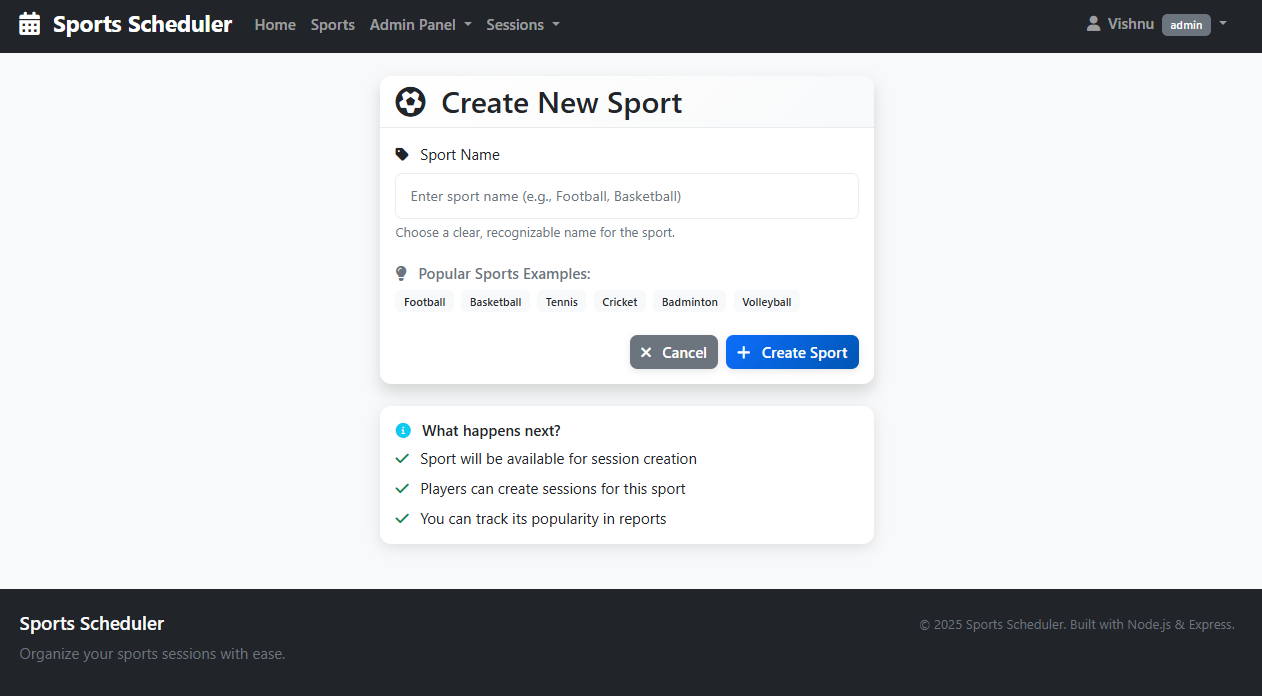 Sports Scheduler Home Sports Admin Panel Sessions Vishnu admin
Create New Sport
Sport Name
Enter sport name (e.g., Football, Basketball)
Choose a clear, recognizable name for the sport.
Popular Sports Examples:
Football Basketball Tennis Cricket Badminton Volleyball
Cancel Create Sport
What happens next?
Sport will be available for session creation
Players can create sessions for this sport
You can track its popularity in reports
Sports Scheduler
© 2025 Sports Scheduler. Built with Node.js & Express.
Organize your sports sessions with ease.